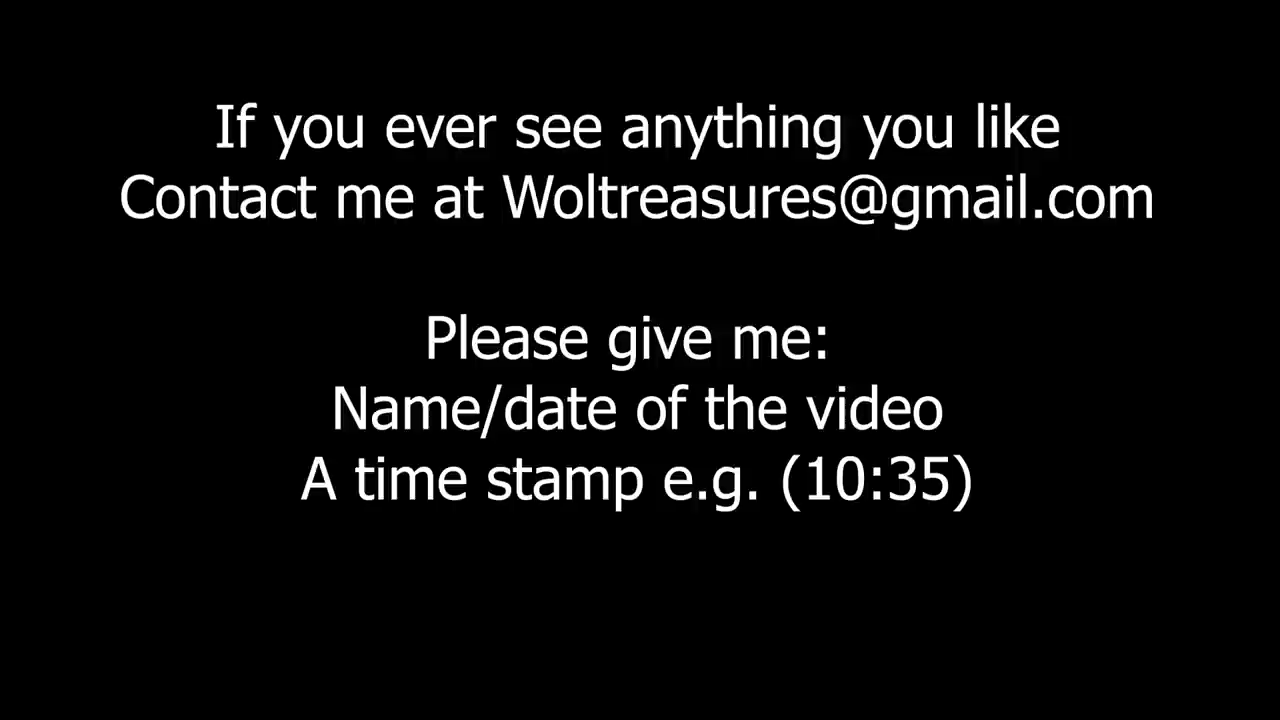 If you ever see anything you like
Contact me at Woltreasures@gmail.com
Please give me:
Name/date of the video
A time stamp e.g. (10:35)